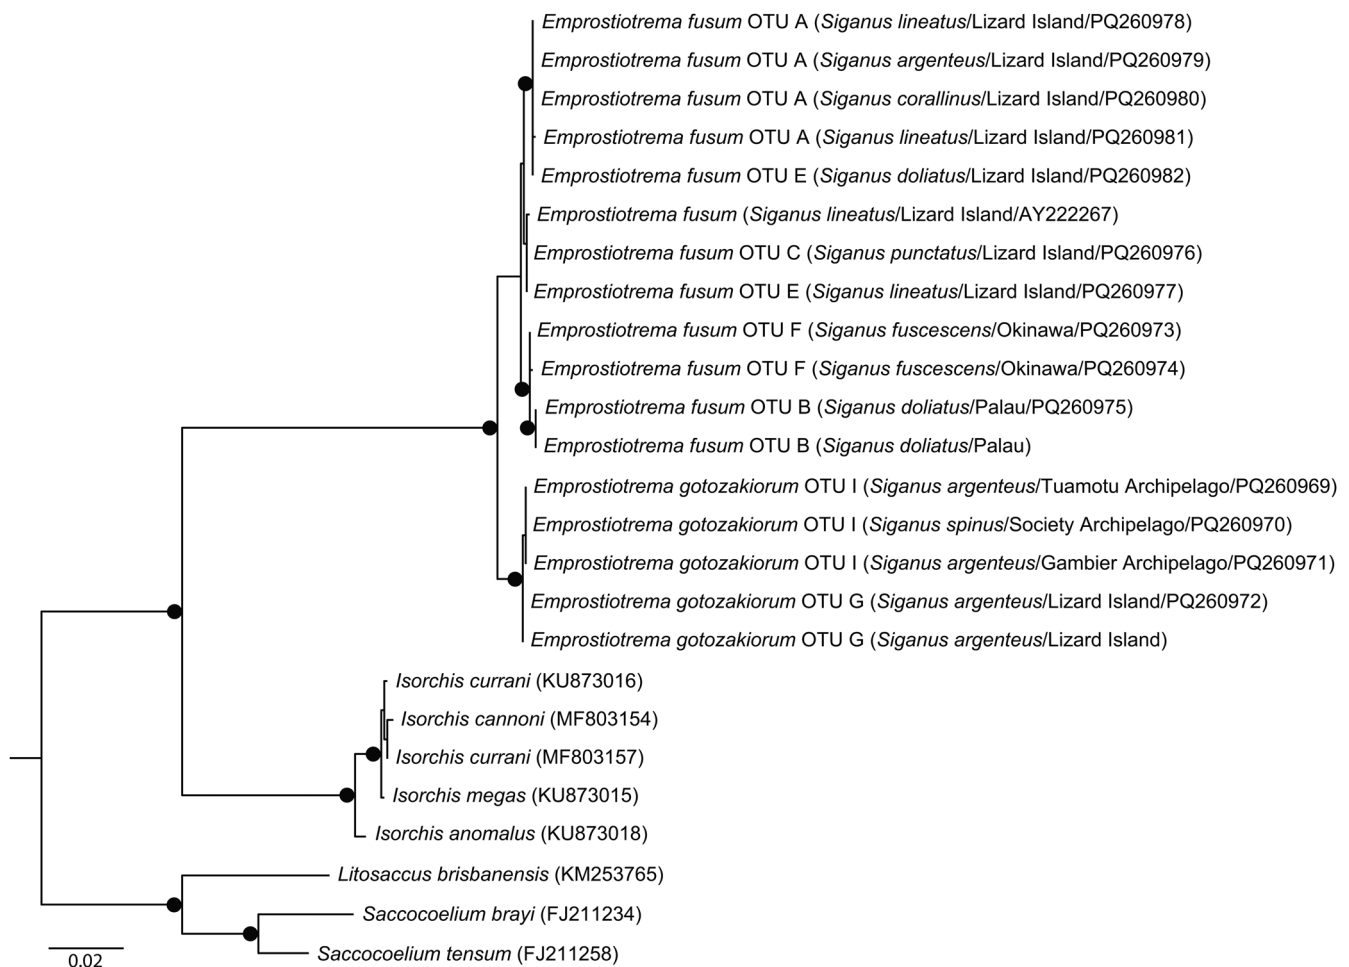 Emprostiotrema fusum OTU A (Siganus lineatus/Lizard Island/PQ260978)
Emprostiotrema fusum OTU A (Siganus argenteus/Lizard Island/PQ260979)
Emprostiotrema fusum OTU A (Siganus corallinus/Lizard Island/PQ260980)
Emprostiotrema fusum OTU A (Siganus lineatus/Lizard Island/PQ260981)
Emprostiotrema fusum OTU E (Siganus doliatus/Lizard Island/PQ260982)
Emprostiotrema fusum (Siganus lineatus/Lizard Island/AY222267)
Emprostiotrema fusum OTU C (Siganus punctatus/Lizard Island/PQ260976)
Emprostiotrema fusum OTU E (Siganus lineatus/Lizard Island/PQ260977)
Emprostiotrema fusum OTU F (Siganus fuscescens/Okinawa/PQ260973)
Emprostiotrema fusum OTU F (Siganus fuscescens/Okinawa/PQ260974)
Emprostiotrema fusum OTU B (Siganus doliatus/Palau/PQ260975)
Emprostiotrema fusum OTU B (Siganus doliatus/Palau)
Emprostiotrema gotozakiorum OTU I (Siganus argenteus/Tuamotu Archipelago/PQ260969)
Emprostiotrema gotozakiorum OTU I (Siganus spinus/Society Archipelago/PQ260970)
Emprostiotrema gotozakiorum OTU I (Siganus argenteus/Gambier Archipelago/PQ260971)
Emprostiotrema gotozakiorum OTU G (Siganus argenteus/Lizard Island/PQ260972)
Emprostiotrema gotozakiorum OTU G (Siganus argenteus/Lizard Island)
Isorchis currani (KU873016)
Isorchis cannoni (MF803154)
Isorchis currani (MF803157)
Isorchis megas (KU873015)
Isorchis anomalus (KU873018)
Litosaccus brisbanensis (KM253765)
Saccocoelium brayi (FJ211234)
Saccocoelium tensum (FJ211258)
0.02